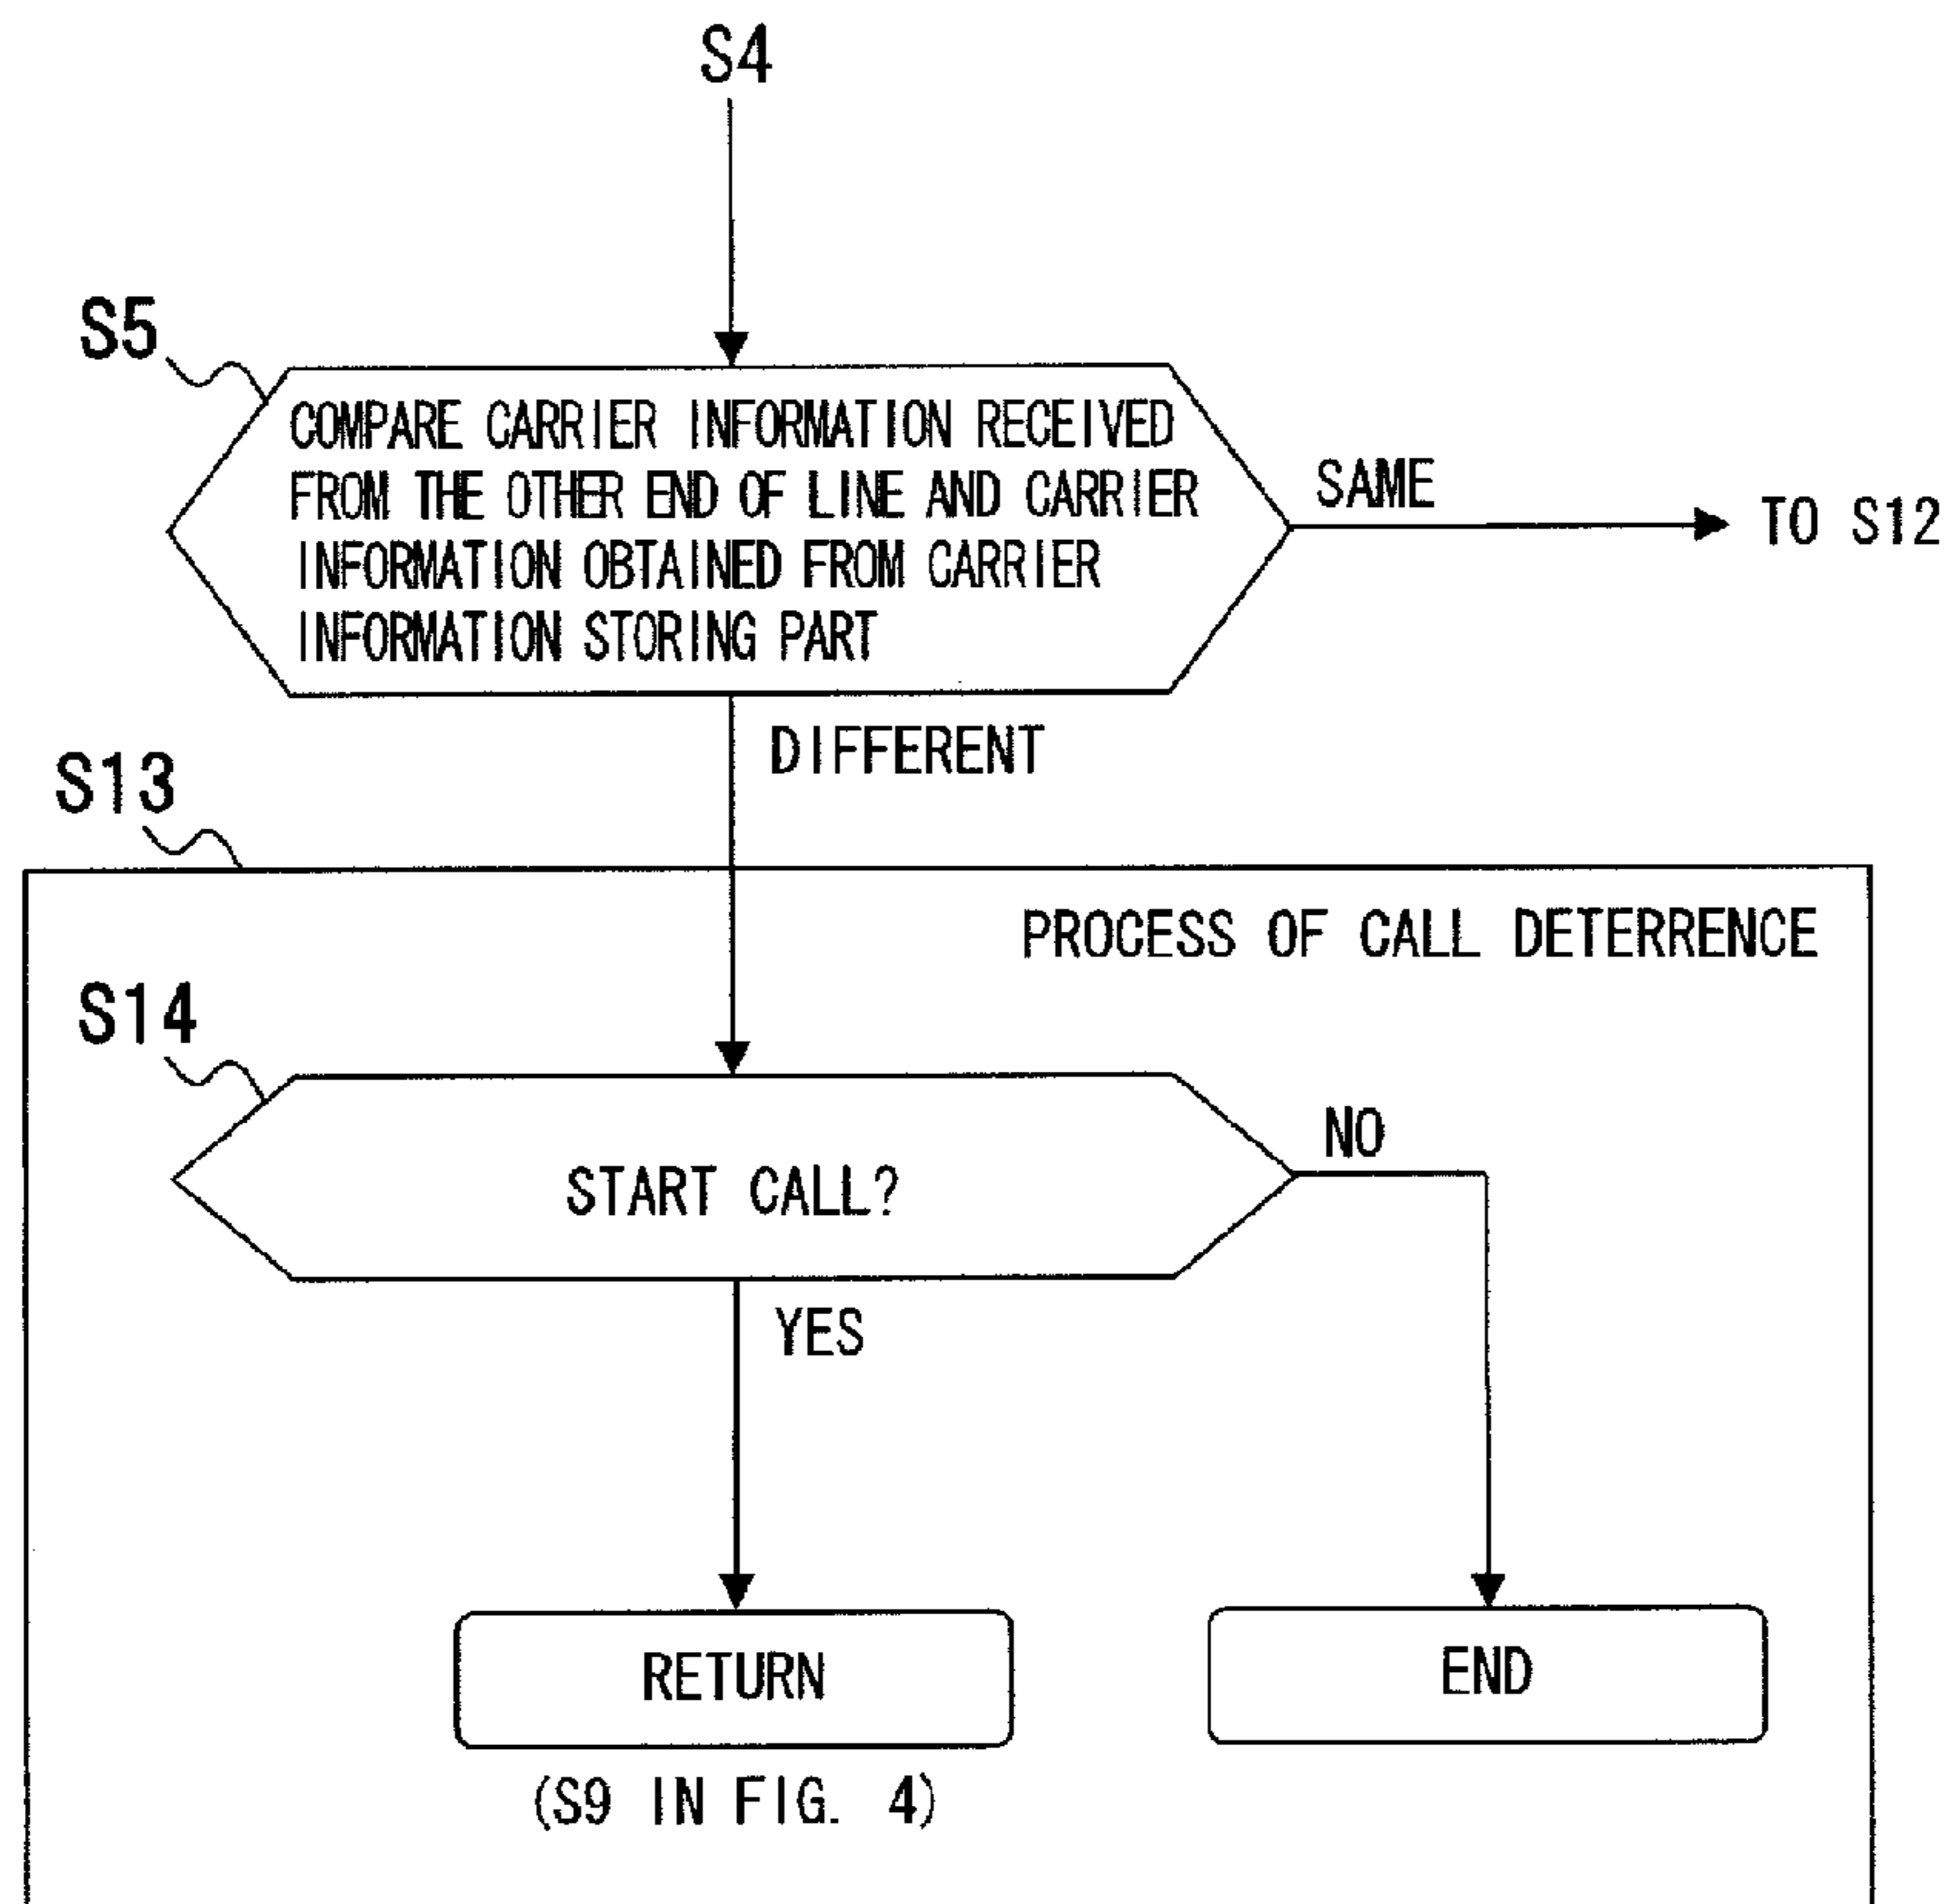 S4
S5
COMPARE CARRIER INFORMATION RECEIVED
FROM THE OTHER END OF LINE AND CARRIER
INFORMATION OBTAINED FROM CARRIER
INFORMATION STORING PART
SAME
TO S12
DIFFERENT
S13
PROCESS OF CALL DETERRENCE
S14
START CALL?
NO
YES
RETURN
END
(S9 IN FIG. 4)